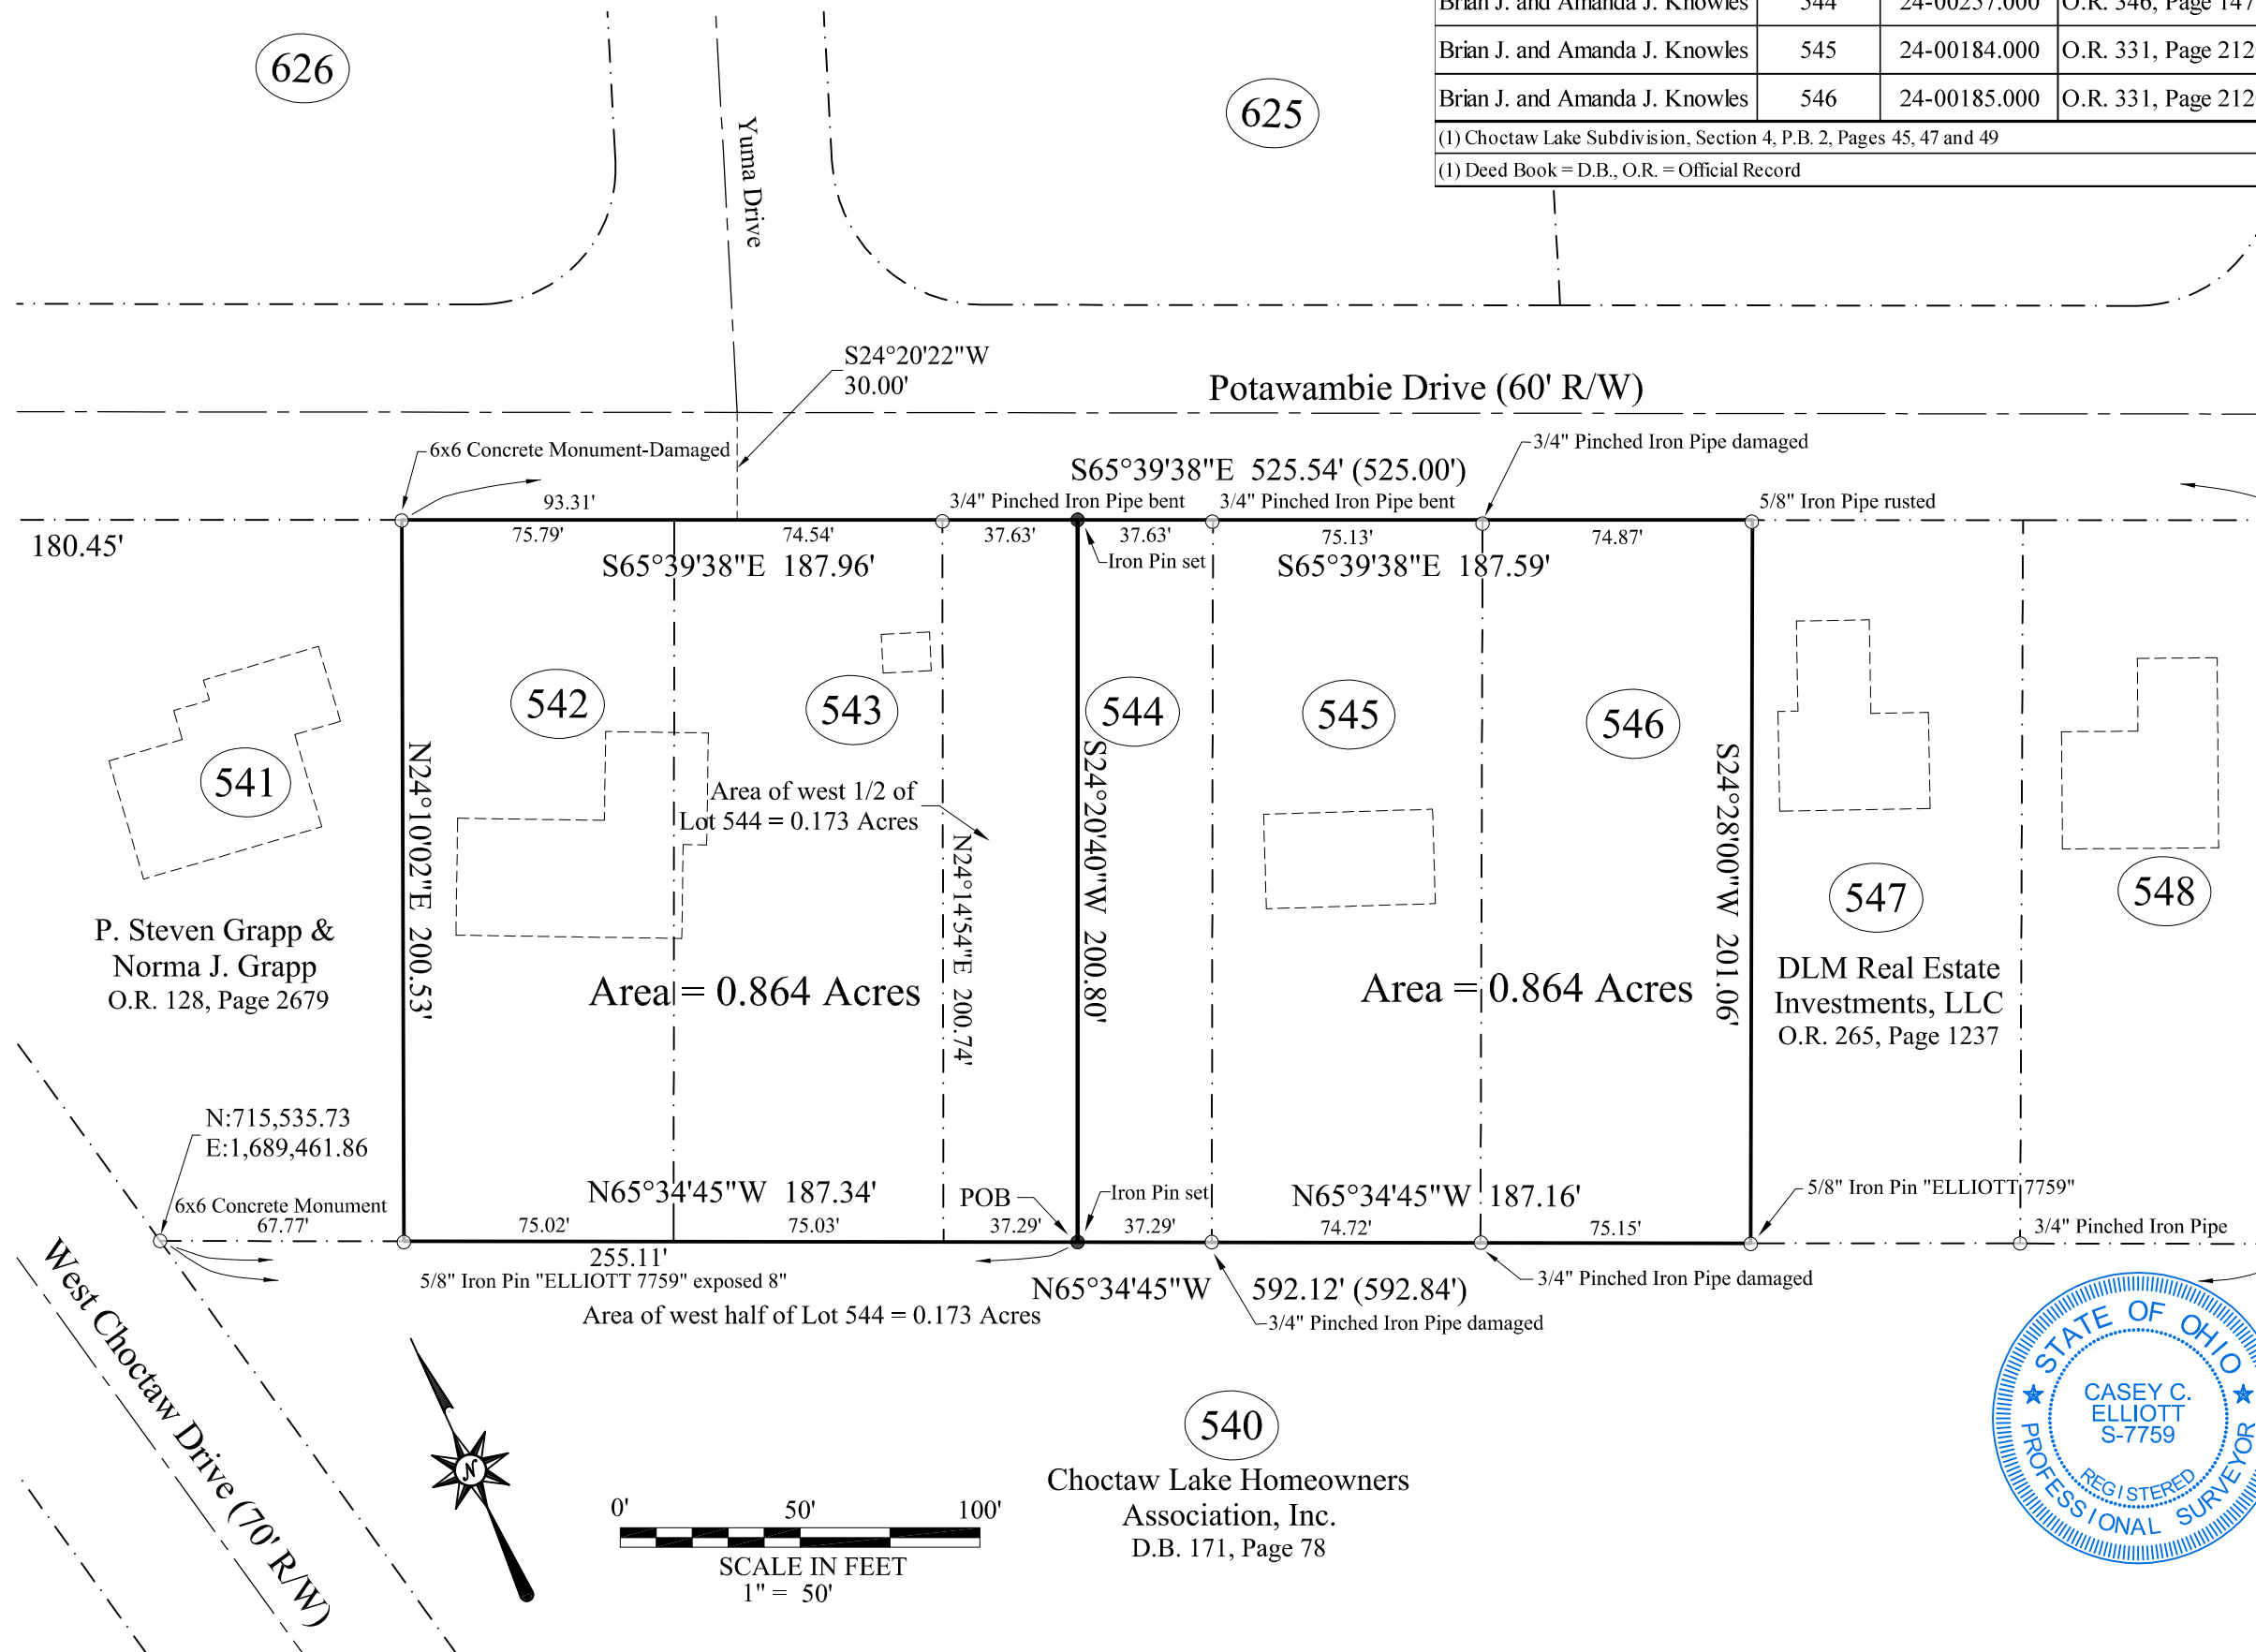 Brian J. and Amanda J. Knowles 544 24-00257.000 O.R. 346, Page 147
Brian J. and Amanda J. Knowles 545 24-00184.000 O.R. 331, Page 212
Brian J. and Amanda J. Knowles 546 24-00185.000 O.R. 331, Page 212
(1) Choctaw Lake Subdivision, Section 4, P.B. 2, Pages 45, 47 and 49
(1) Deed Book = D.B., O.R. = Official Record
626
625
Yuma Drive
S24°20'22"W
30.00'
Potawambie Drive (60' R/W)
6x6 Concrete Monument-Damaged
3/4" Pinched Iron Pipe damaged
S65°39'38"E 525.54' (525.00')
93.31'
3/4" Pinched Iron Pipe bent
3/4" Pinched Iron Pipe bent
5/8" Iron Pipe rusted
180.45'
75.79'
74.54'
37.63'
37.63'
75.13'
74.87'
Iron Pin set
S65°39'38"E 187.96'
S65°39'38"E 187.59'
541
542
543
544
545
546
547
548
Area of west 1/2 of
Lot 544 = 0.173 Acres
N24°10'02"E 200.53'
N24°14'54"E 200.74'
S24°20'40"W 200.80'
S24°28'00"W 201.06'
P. Steven Grapp &
Norma J. Grapp
O.R. 128, Page 2679
Area = 0.864 Acres
Area = 0.864 Acres
DLM Real Estate
Investments, LLC
O.R. 265, Page 1237
N:715,535.73
E:1,689,461.86
6x6 Concrete Monument
67.77'
N65°34'45"W 187.34'
POB
Iron Pin set
N65°34'45"W 187.16'
5/8" Iron Pin "ELLIOTT 7759"
75.02'
75.03'
37.29'
37.29'
74.72'
75.15'
3/4" Pinched Iron Pipe
255.11'
5/8" Iron Pin "ELLIOTT 7759" exposed 8"
N65°34'45"W 592.12' (592.84')
3/4" Pinched Iron Pipe damaged
Area of west half of Lot 544 = 0.173 Acres
3/4" Pinched Iron Pipe damaged
West Choctaw Drive (70' R/W)
N
0' 50' 100'
SCALE IN FEET
1" = 50'
540
Choctaw Lake Homeowners
Association, Inc.
D.B. 171, Page 78
STATE OF OHIO
CASEY C.
ELLIOTT
S-7759
REGISTERED
PROFESSIONAL SURVEYOR